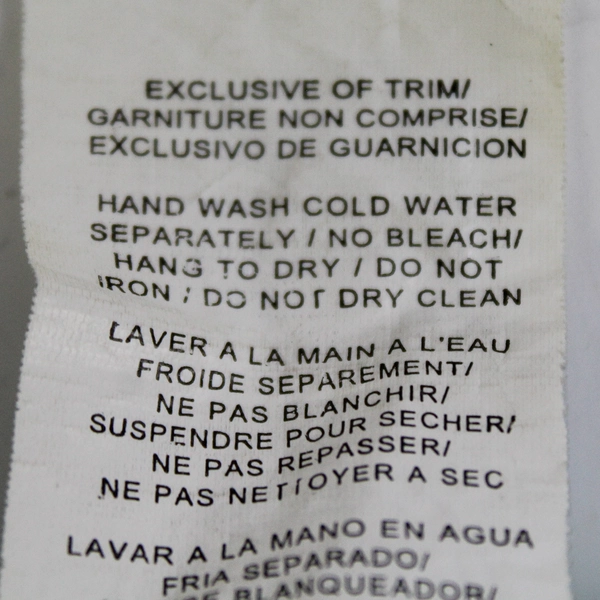 EXCLUSIVE OF TRIM/
GARNITURE NON COMPRISE/
EXCLUSIVO DE GUARNICION
HAND WASH COLD WATER
SEPARATELY / NO BLEACH/
HANG TO DRY / DO NOT
IRON / DO NOT DRY CLEAN
LAVER A LA MAIN A L'EAU
FROIDE SEPAREMENT/
NE PAS BLANCHIR/
SUSPENDRE POUR SECHER/
NE PAS REPASSER/
NE PAS NETTOYER A SEC
LAVAR A LA MANO EN AGUA
FRIA SEPARADO/
BLANQUEADOR/